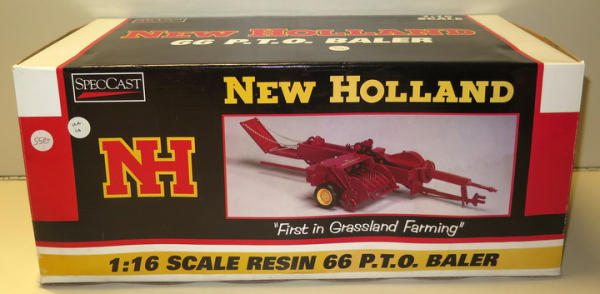 NEW HOLLAND
66 P.T.O. BALER
SPECCAST
NEW HOLLAND
NH
"First in Grassland Farming"
1:16 SCALE RESIN 66 P.T.O. BALER